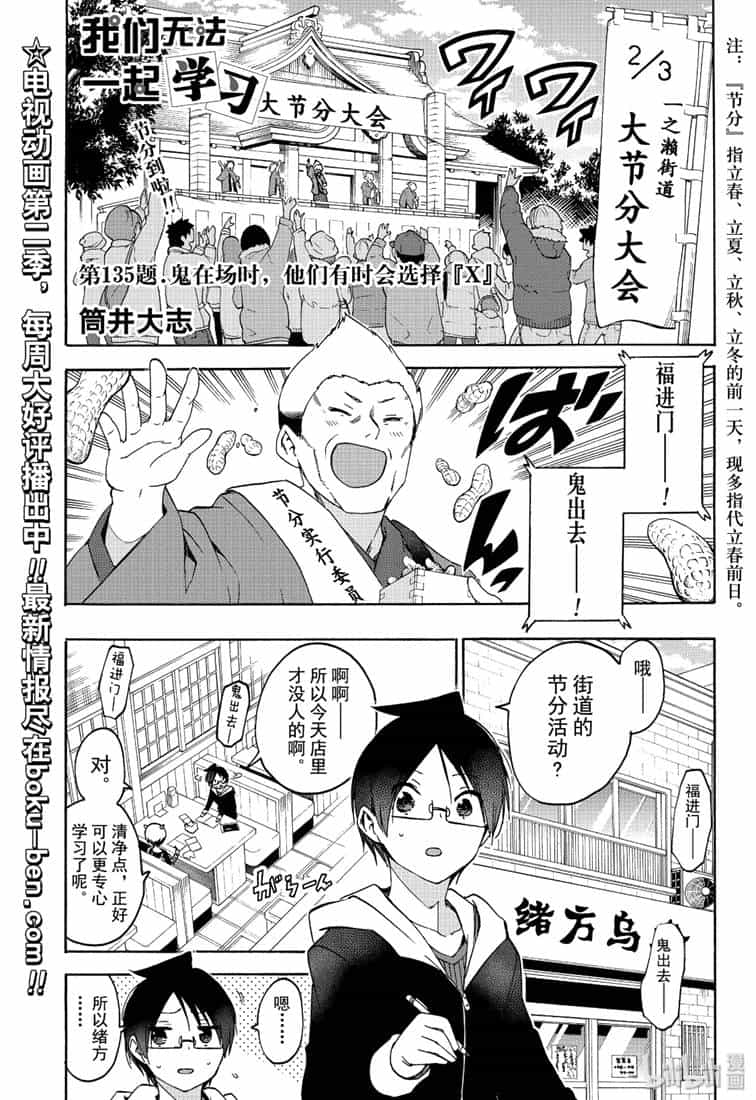 注：『节分』指立春、立夏、立秋、立冬的前一天，现多指代立春前日。
☆电视动画第二季，每周大好评播出中!!最新情报尽在boku—ben.com!!
我们无法
一起学习
大节分大会
节分到啦!!
ワイ
ワイ
2/3
一之濑街道
大节分大会
第135题.鬼在场时，他们有时会选择『X』
筒井大志
福进门——!
鬼出去——!
ばっ
节分实行委员
哦——
街道的
节分活动？
福进门——
鬼出去——
绪方乌
啊啊——
所以今天店里
才没人的啊。
鬼出去——
福进门——
对。
清净点，正好
可以更专心
学习了呢。
がらーん
嗯……
……
所以绪方
bilibili
漫画